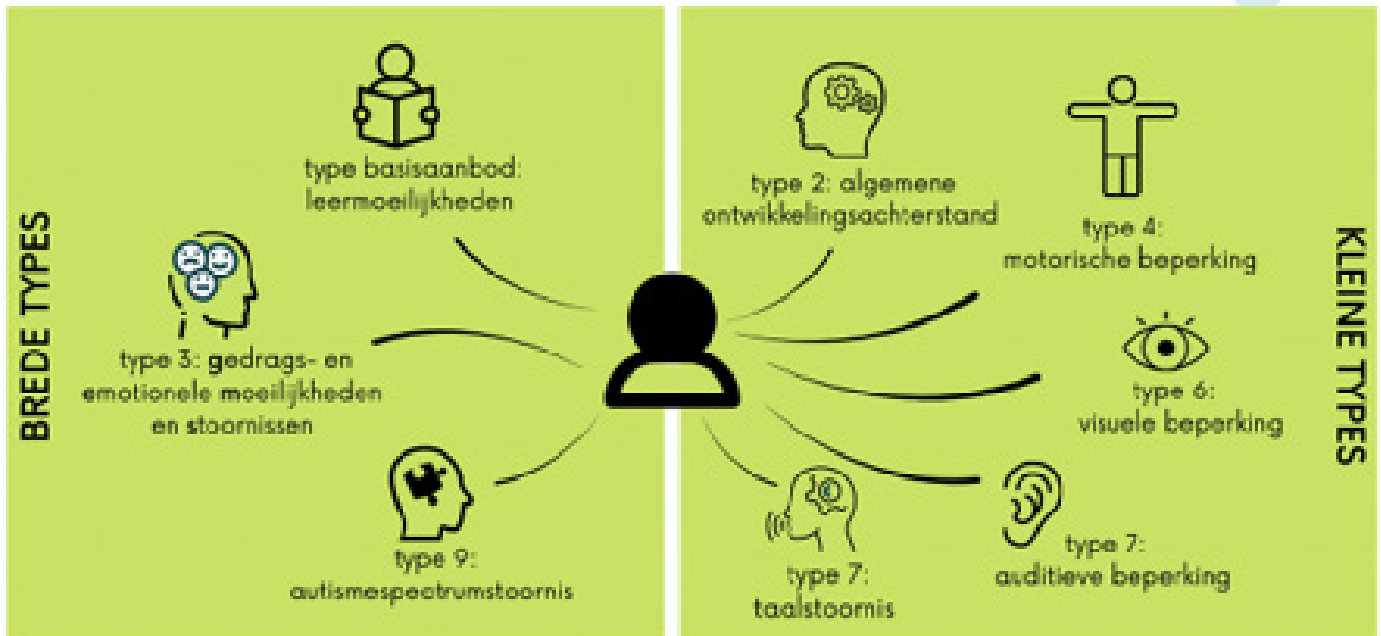 BREDE TYPES
type basisaanbod:
leermoeilijkheden
type 3: gedrags- en
emotionele moeilijkheden
en stoornissen
type 9:
autismespectrumstoornis
type 2: algemene
ontwikkelingsachterstand
type 4:
motorische beperking
type 6:
visuele beperking
type 7:
auditieve beperking
type 7:
taalstoornis
KLEINE TYPES